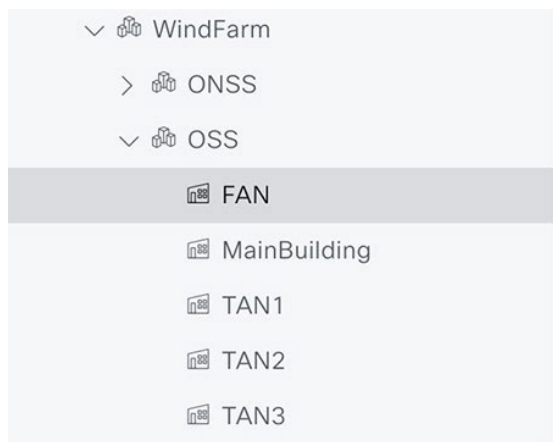 WindFarm
ONSS
OSS
FAN
MainBuilding
TAN1
TAN2
TAN3